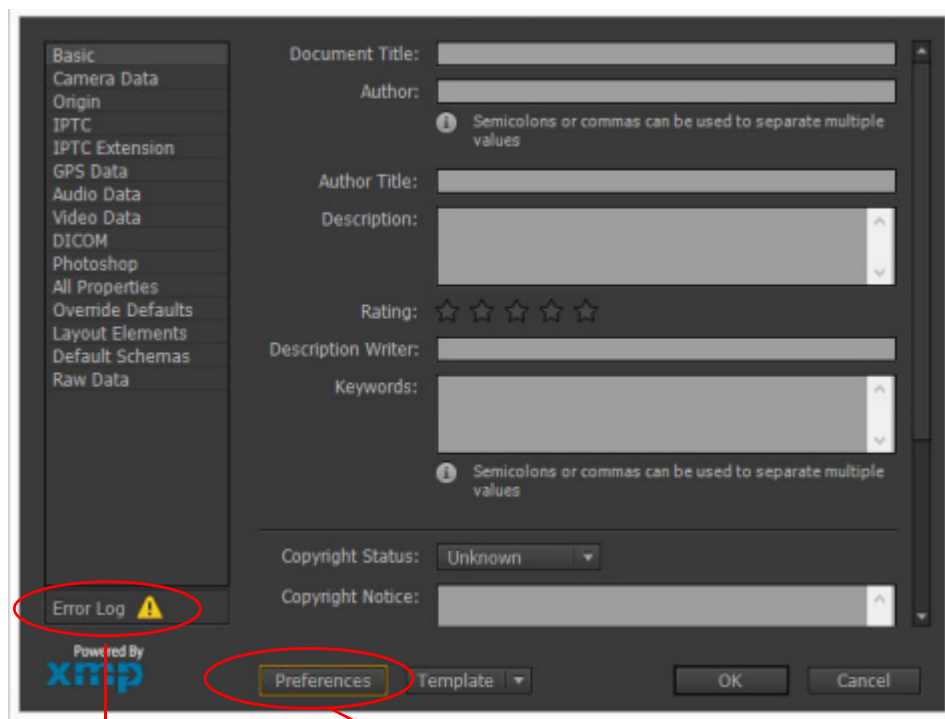 Basic
Camera Data
Origin
IPTC
IPTC Extension
GPS Data
Audio Data
Video Data
DICOM
Photoshop
All Properties
Override Defaults
Layout Elements
Default Schemas
Raw Data
Error Log
Powered By
xmp
Document Title:
Author:
Semicolons or commas can be used to separate multiple
values
Author Title:
Description:
Rating:
Description Writer:
Keywords:
Semicolons or commas can be used to separate multiple
values
Copyright Status: Unknown
Copyright Notice:
Preferences Template OK Cancel